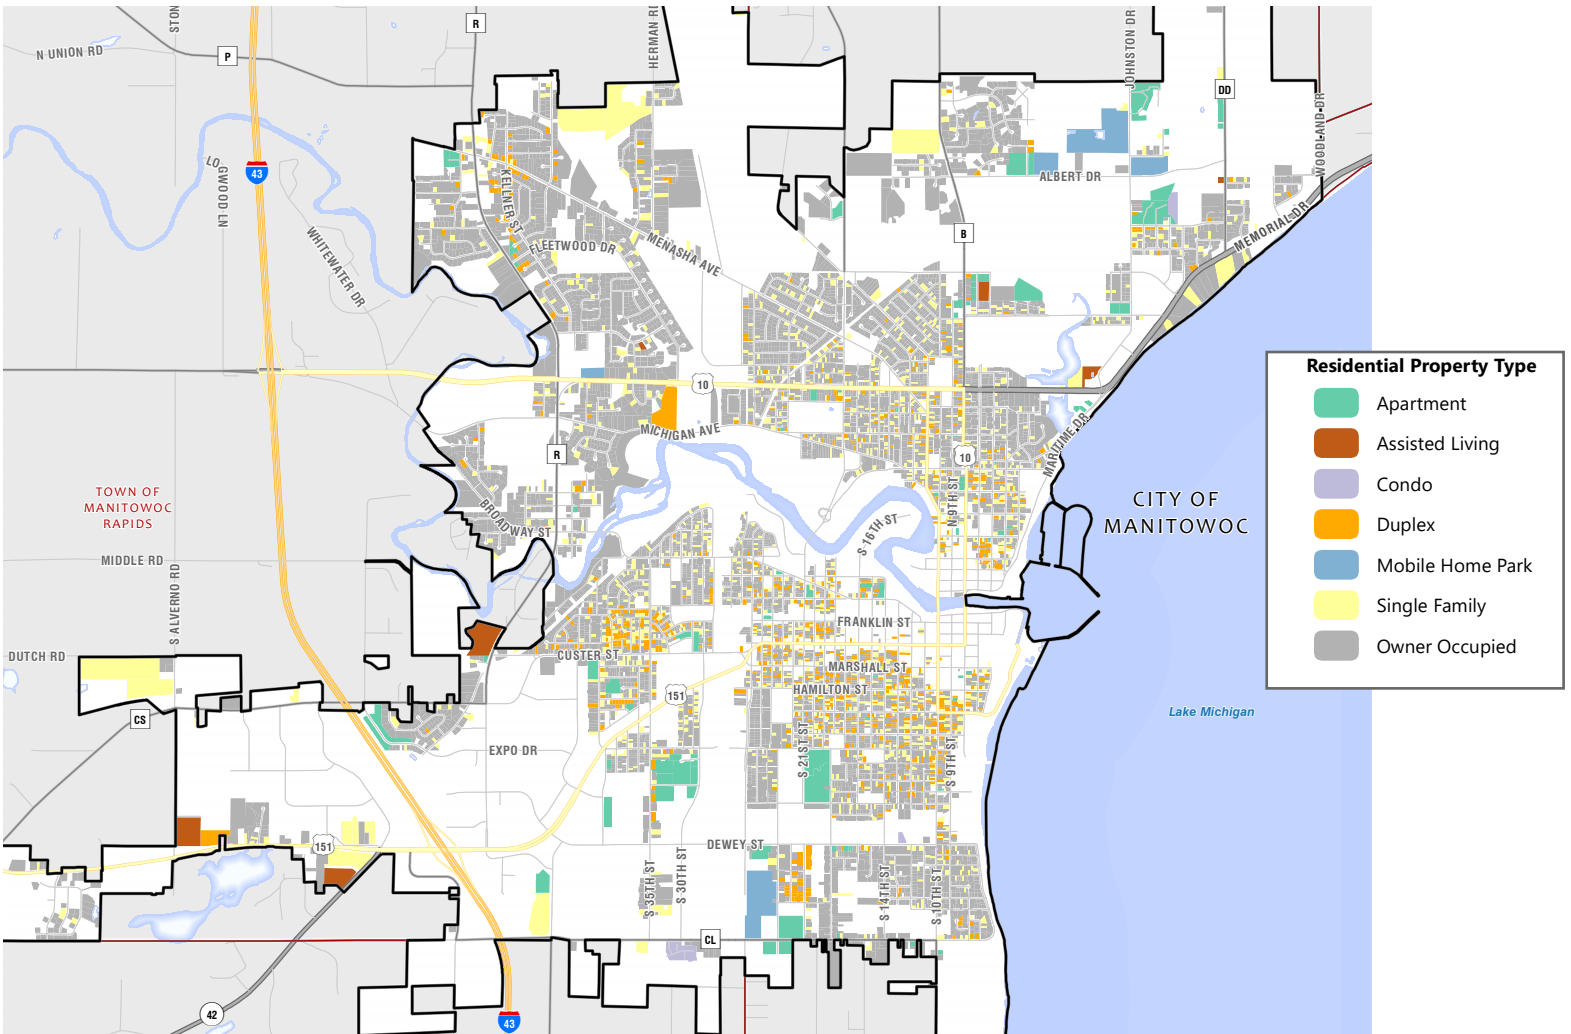 STON
R
HERMAN RD
JOHNSTON DR
N UNION RD
P
DD
WOODLAND DR
LOGWOOD LN
43
KELLNER ST
ALBERT DR
WHITEWATER DR
FLEETWOOD DR
MENASHA AVE
B
MEMORIAL DR
10
MICHIGAN AVE
R
10
MARITIME DR
TOWN OF
MANITOWOC
RAPIDS
BROADWAY ST
N 9TH ST
S 16TH ST
CITY OF
MANITOWOC
MIDDLE RD
S ALVERNO RD
FRANKLIN ST
DUTCH RD
CUSTER ST
MARSHALL ST
HAMILTON ST
151
CS
Lake Michigan
EXPO DR
S 21ST ST
S 9TH ST
151
DEWEY ST
S 35TH ST
S 30TH ST
S 14TH ST
S 10TH ST
CL
42
43
Residential Property Type
Apartment
Assisted Living
Condo
Duplex
Mobile Home Park
Single Family
Owner Occupied